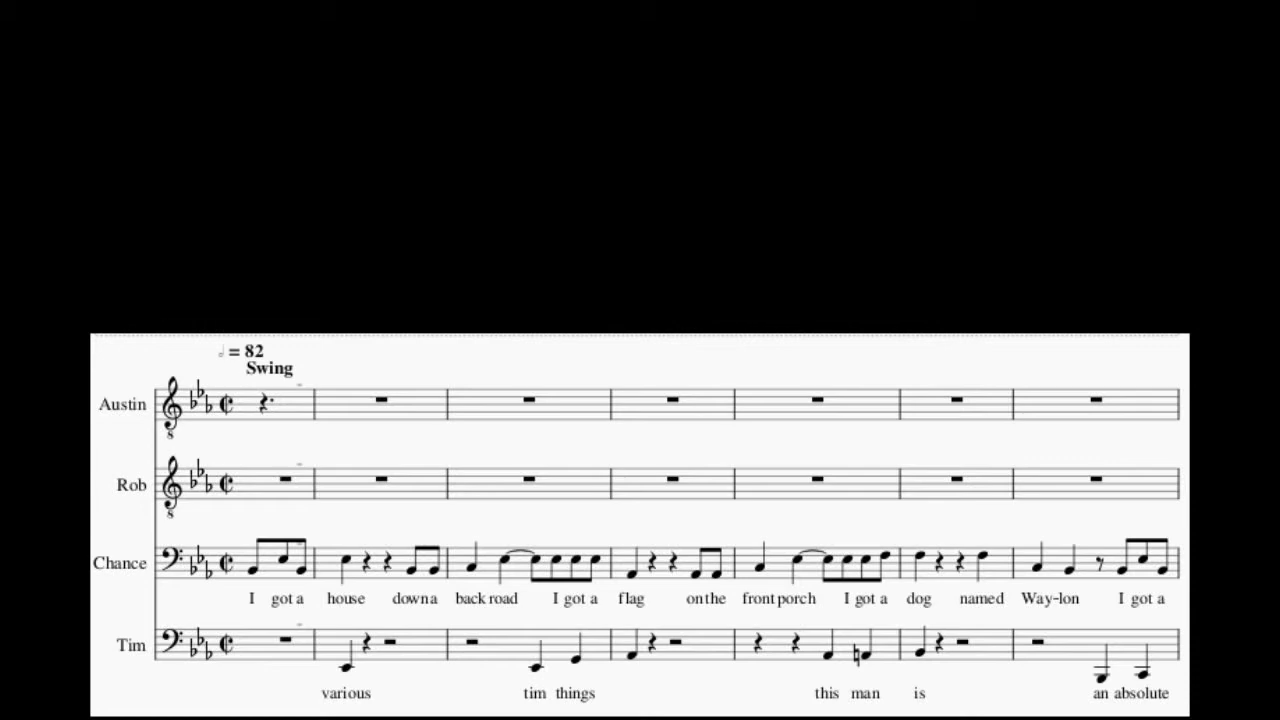 = 82
Swing
Austin
Rob
Chance
I got a house down a back road I got a flag on the front porch I got a dog named Way-lon I got a
Tim
various tim things this man is an absolute